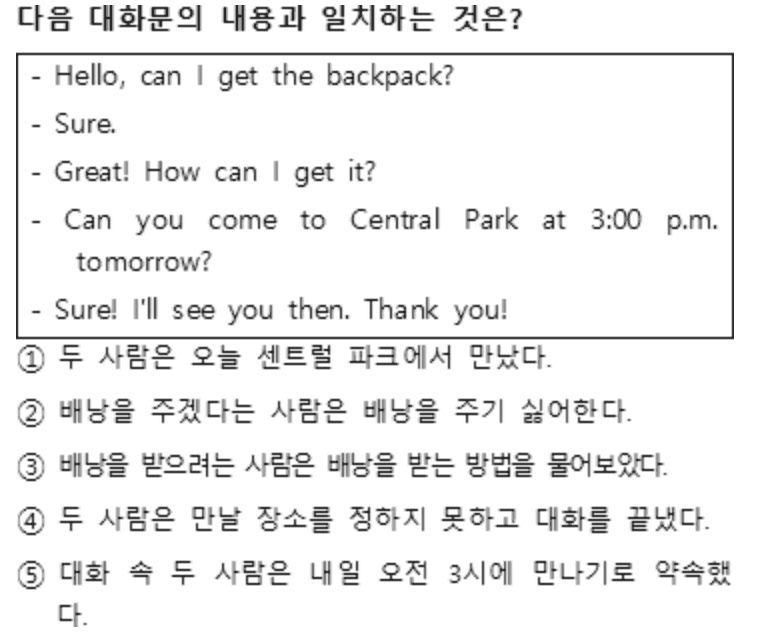 다음 대화문의 내용과 일치하는 것은?
- Hello, can I get the backpack?
- Sure.
- Great! How can I get it?
- Can you come to Central Park at 3:00 p.m.
tomorrow?
- Sure! I'll see you then. Thank you!
① 두 사람은 오늘 센트럴 파크에서 만났다.
② 배낭을 주겠다는 사람은 배낭을 주기 싫어한다.
③ 배낭을 받으려는 사람은 배낭을 받는 방법을 물어보았다.
④ 두 사람은 만날 장소를 정하지 못하고 대화를 끝냈다.
⑤ 대화 속 두 사람은 내일 오전 3시에 만나기로 약속했
다.